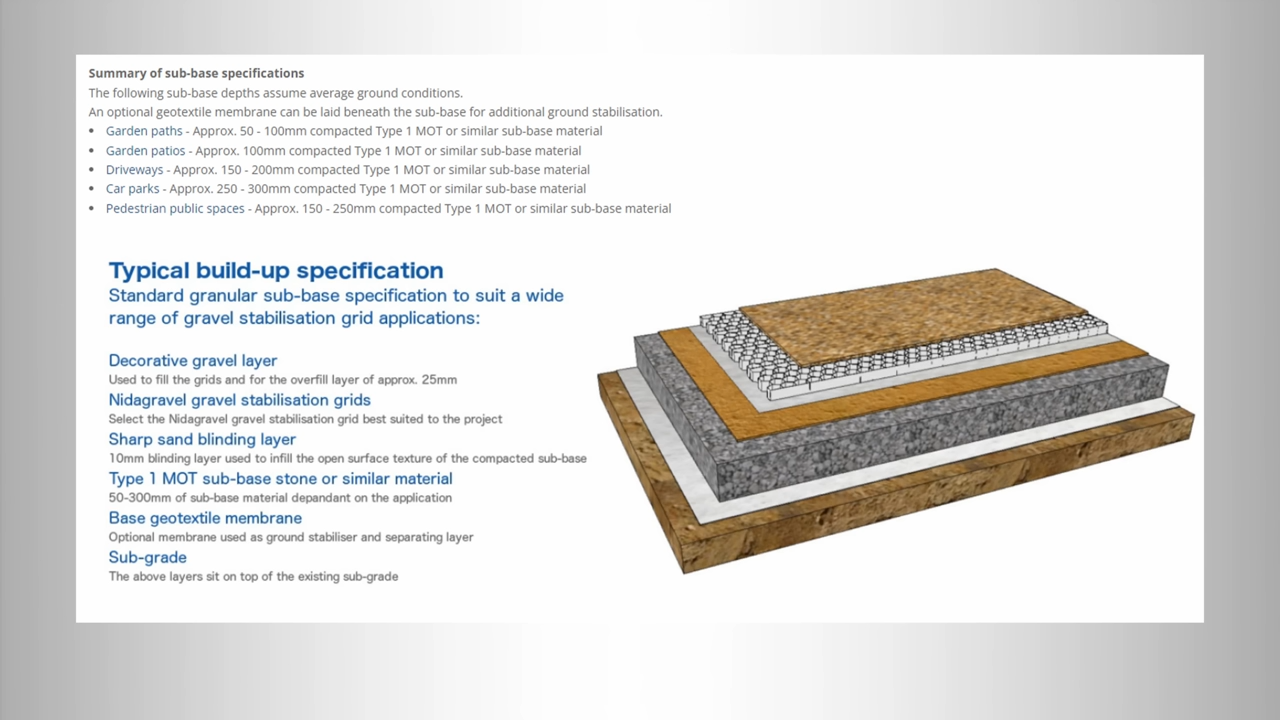 Summary of sub-base specifications
The following sub-base depths assume average ground conditions.
An optional geotextile membrane can be laid beneath the sub-base for additional ground stabilisation.
• Garden paths - Approx. 50 - 100mm compacted Type 1 MOT or similar sub-base material
• Garden patios - Approx. 100mm compacted Type 1 MOT or similar sub-base material
• Driveways - Approx. 150 - 200mm compacted Type 1 MOT or similar sub-base material
• Car parks - Approx. 250 - 300mm compacted Type 1 MOT or similar sub-base material
• Pedestrian public spaces - Approx. 150 - 250mm compacted Type 1 MOT or similar sub-base material
Typical build-up specification
Standard granular sub-base specification to suit a wide
range of gravel stabilisation grid applications:
Decorative gravel layer
Used to fill the grids and for the overfill layer of approx. 25mm
Nidagravel gravel stabilisation grids
Select the Nidagravel gravel stabilisation grid best suited to the project
Sharp sand blinding layer
10mm blinding layer used to infill the open surface texture of the compacted sub-base
Type 1 MOT sub-base stone or similar material
50-300mm of sub-base material dependant on the application
Base geotextile membrane
Optional membrane used as ground stabiliser and separating layer
Sub-grade
The above layers sit on top of the existing sub-grade